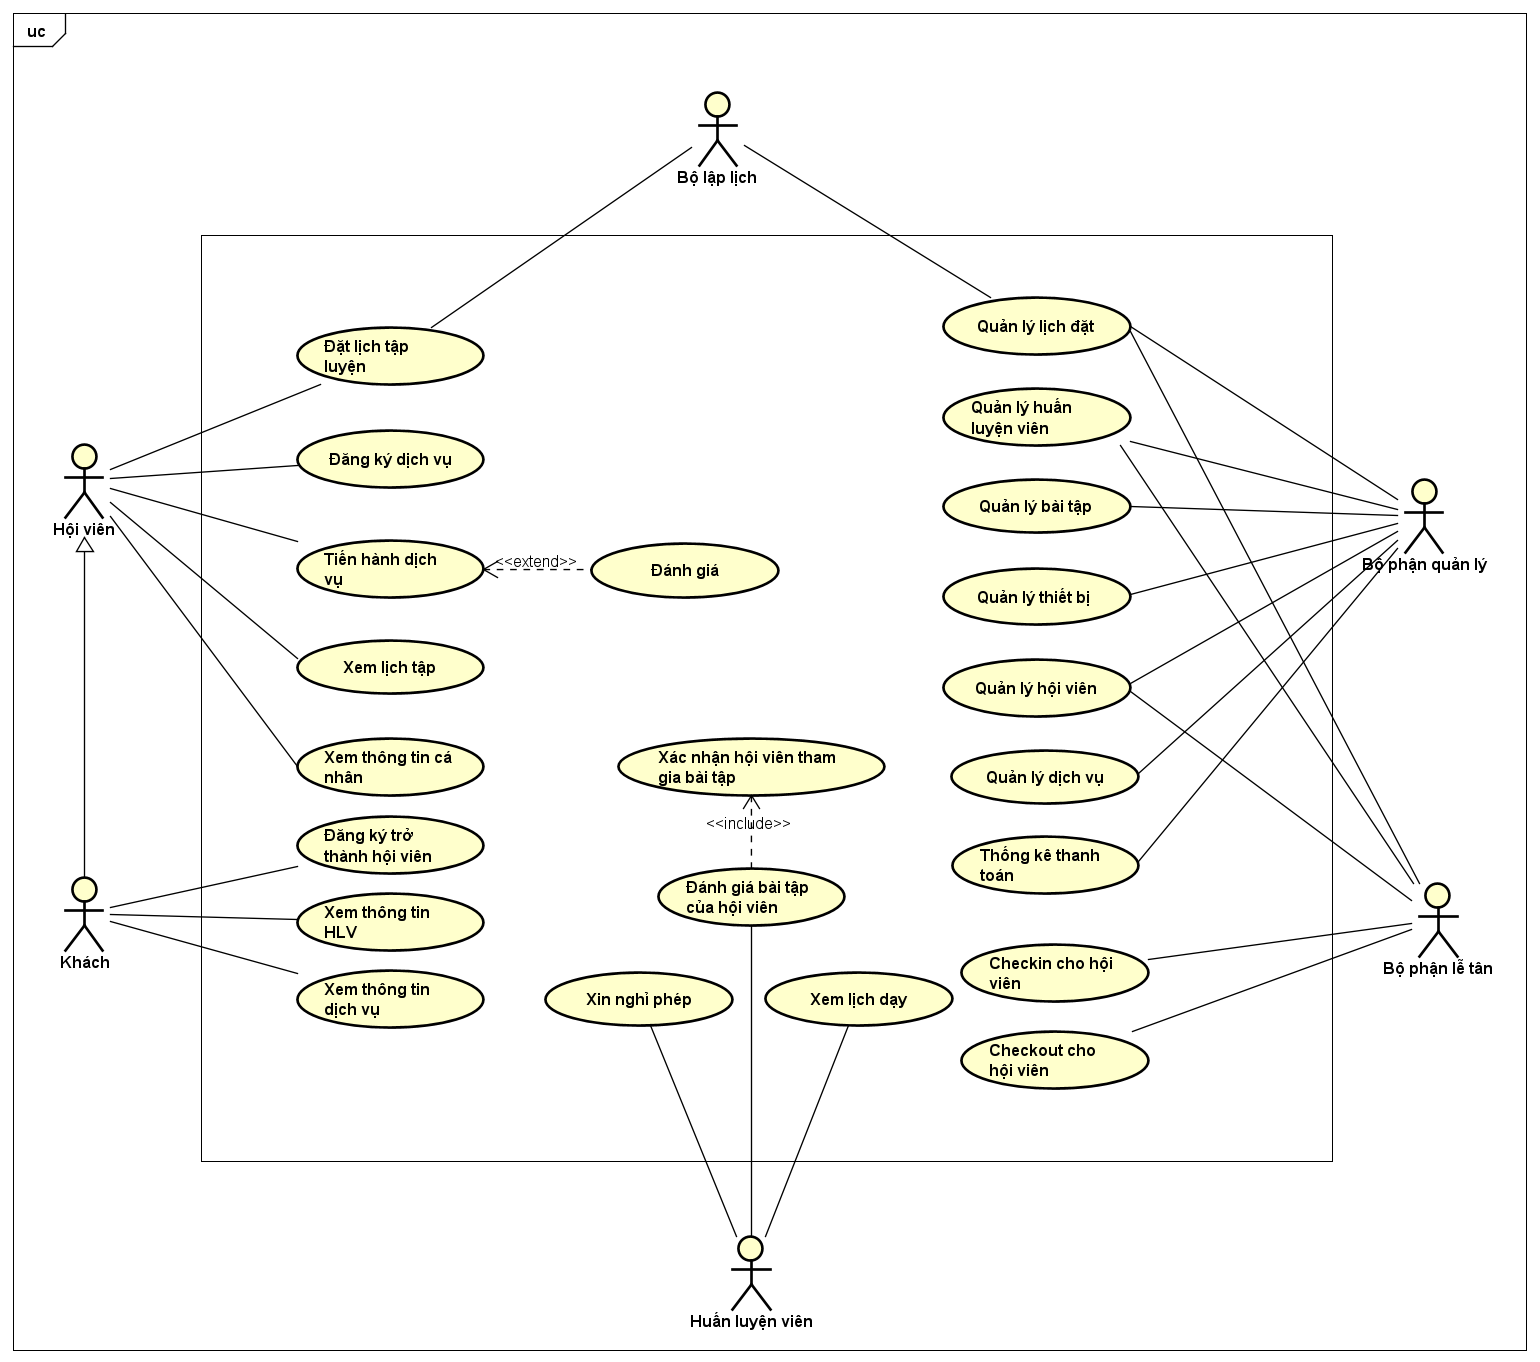 uc
Bộ lập lịch
Đặt lịch tập
luyện
Đăng ký dịch vụ
Tiến hành dịch
vụ
<<extend>>
Đánh giá
Xem lịch tập
Xem thông tin cá
nhân
Đăng ký trở
thành hội viên
Xem thông tin
HLV
Xem thông tin
dịch vụ
Hội viên
Khách
Xác nhận hội viên tham
gia bài tập
<<include>>
Đánh giá bài tập
của hội viên
Xin nghỉ phép
Xem lịch dạy
Huấn luyện viên
Quản lý lịch đặt
Quản lý huấn
luyện viên
Quản lý bài tập
Quản lý thiết bị
Quản lý hội viên
Quản lý dịch vụ
Thống kê thanh
toán
Checkin cho hội
viên
Checkout cho
hội viên
Bộ phận quản lý
Bộ phận lễ tân